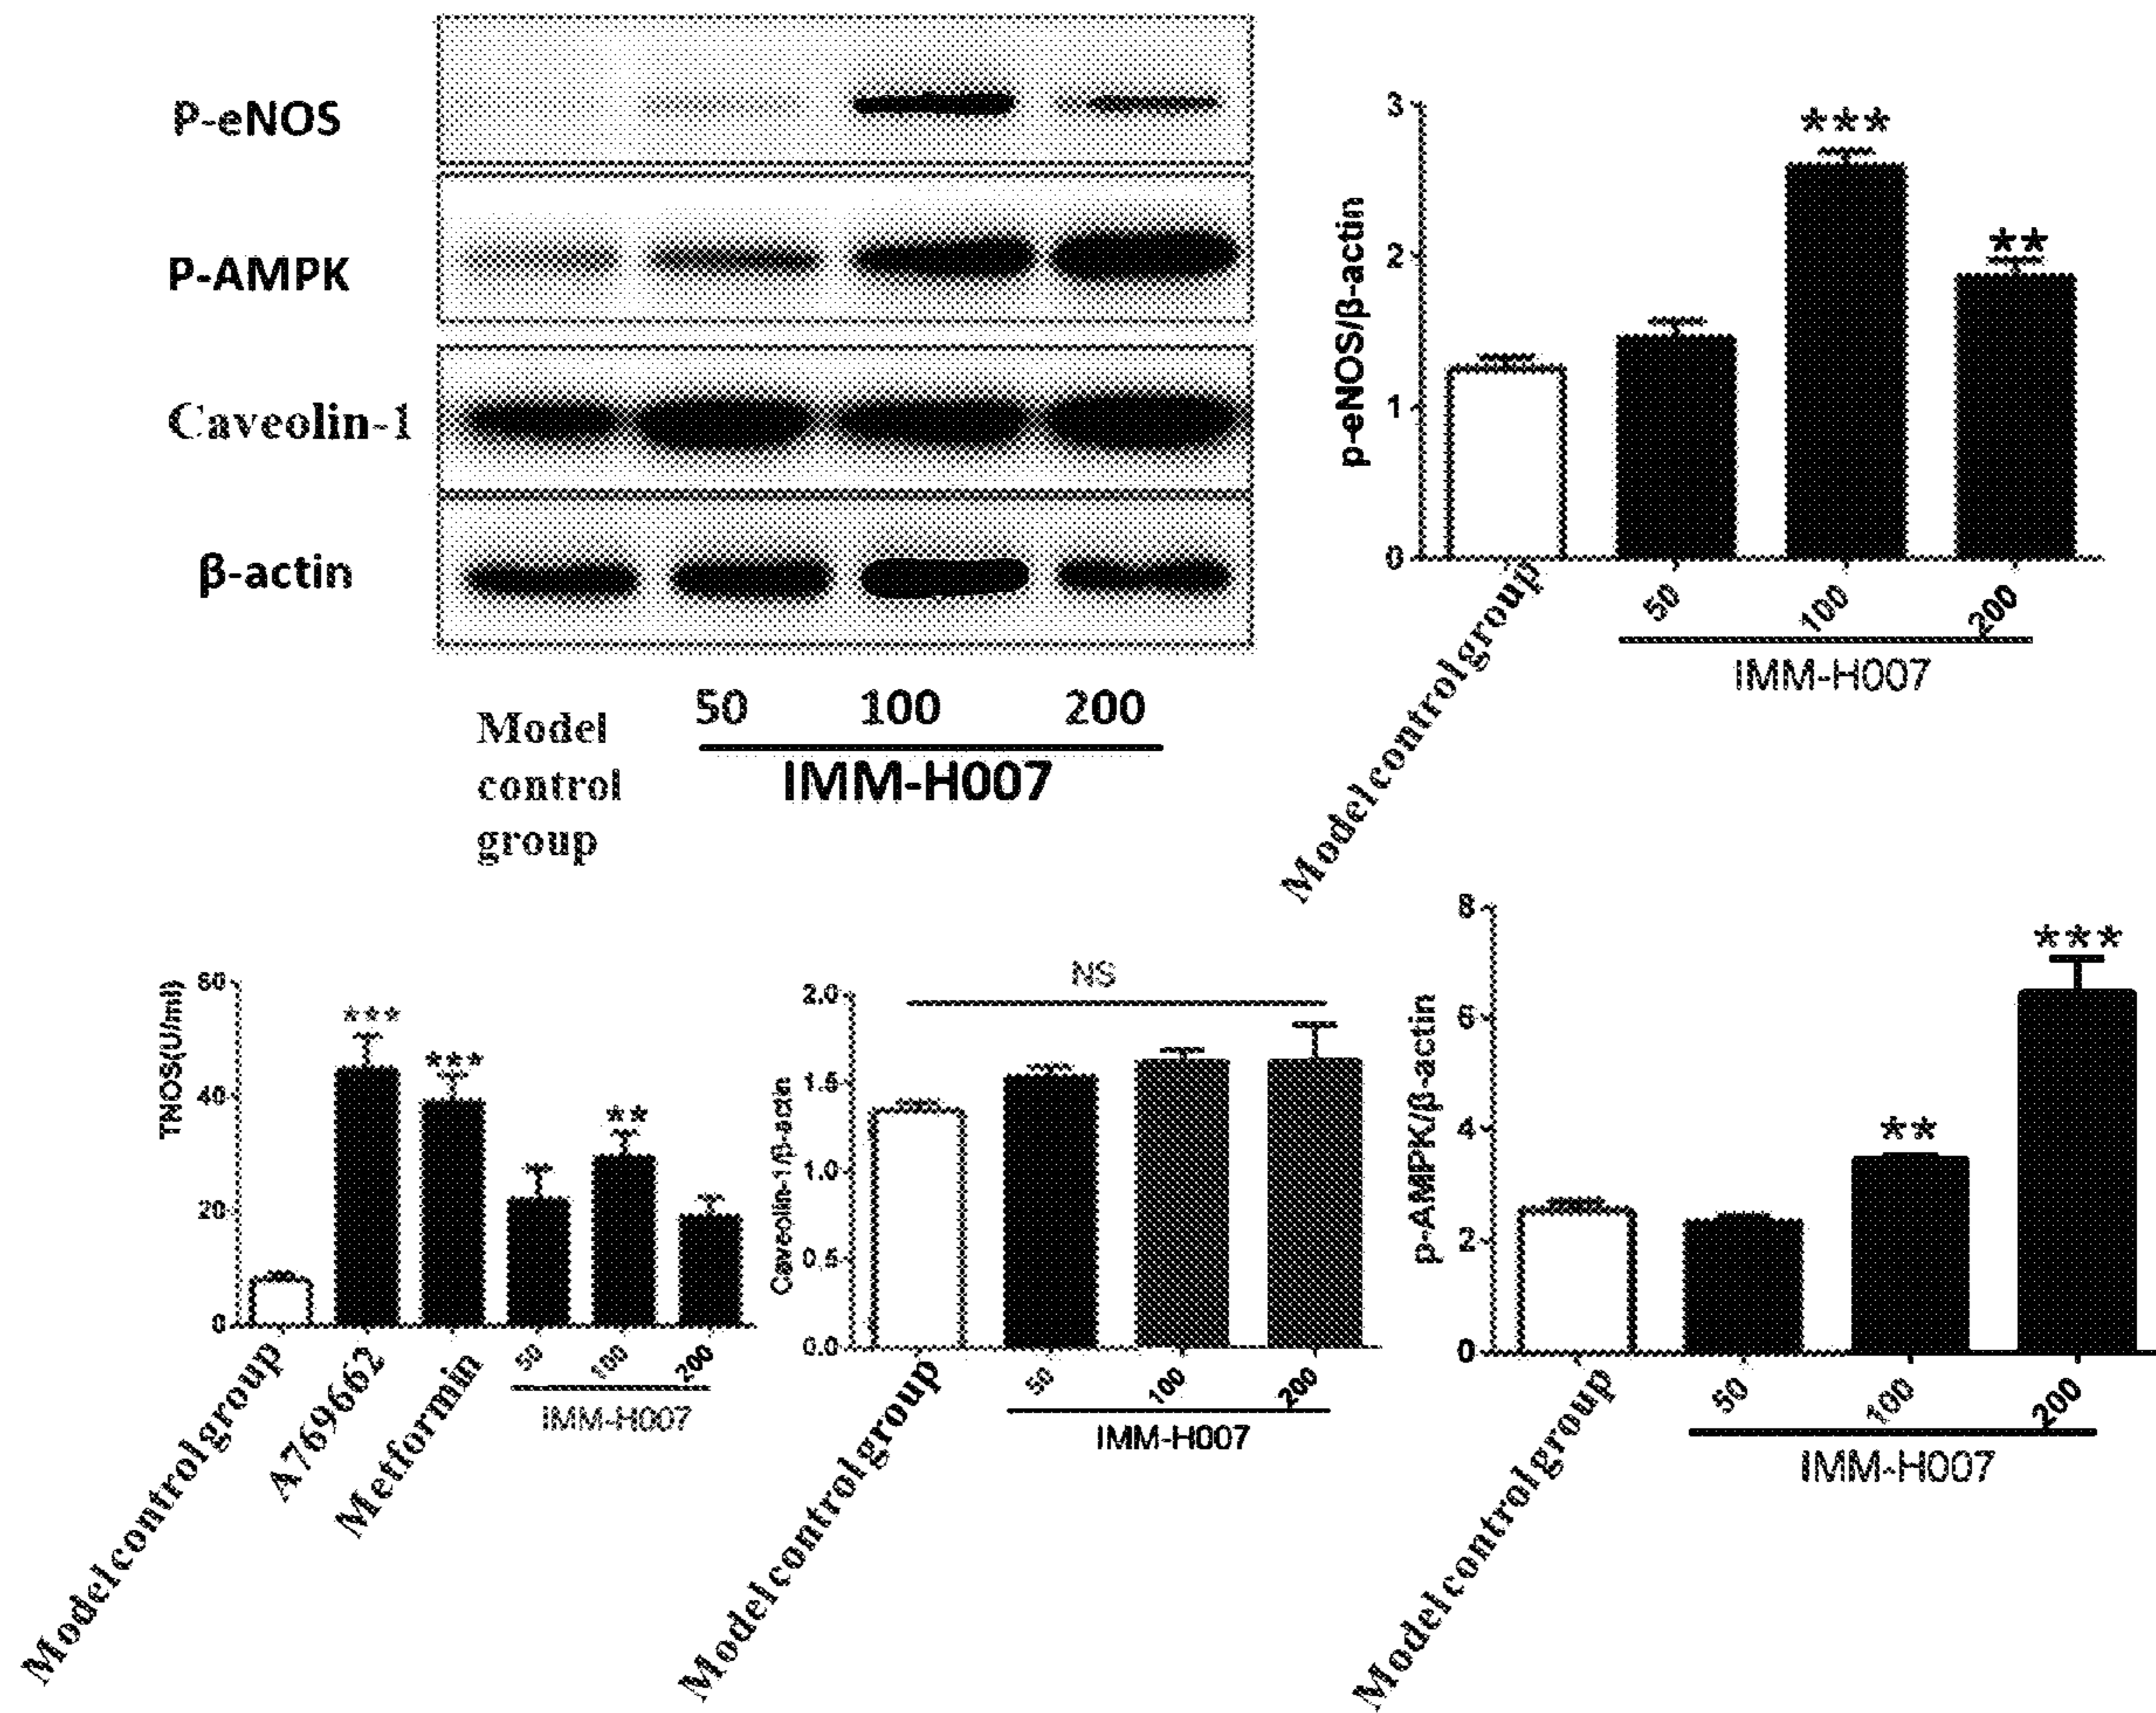 P-eNOS
P-AMPK
Caveolin-1
β-actin
50 100 200
Model
control
group
IMM-H007
p-eNOS/β-actin
3
2
1
0
***
**
Modelcontrolgroup
50
100
200
IMM-H007
TNOS(U/ml)
60
40
20
0
***
***
**
Modelcontrolgroup
A769662
Metformin
50
100
200
IMM-H007
Caveolin-1/β-actin
2.0
1.5
1.0
0.5
0.0
NS
Modelcontrolgroup
50
100
200
IMM-H007
p-AMPK/β-actin
8
6
4
2
0
**
***
Modelcontrolgroup
50
100
200
IMM-H007